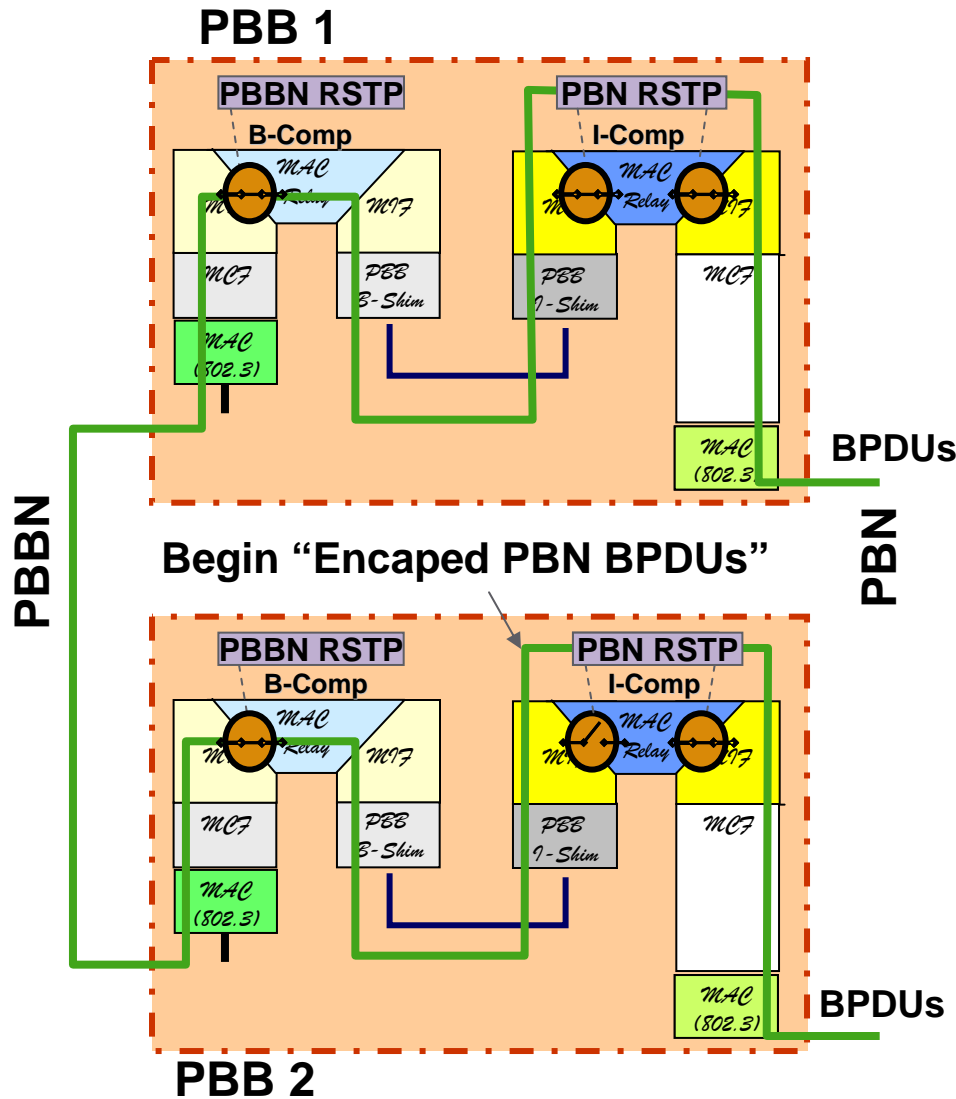 PBB 1
PBBN RSTP
PBN RSTP
B-Comp
I-Comp
MAC
Relay
MIF
MAC
Relay
MCF
PBB
B-Shim
PBB
I-Shim
MCF
MAC
(802.3)
MAC
(802.3)
BPDUs
PBBN
PBN
Begin “Encaped PBN BPDUs”
PBBN RSTP
PBN RSTP
B-Comp
I-Comp
MAC
Relay
MIF
MAC
Relay
MCF
PBB
B-Shim
PBB
I-Shim
MCF
MAC
(802.3)
MAC
(802.3)
BPDUs
PBB 2